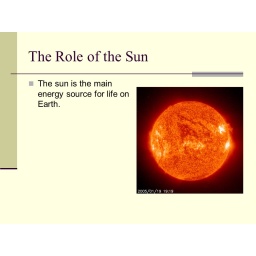 The Role of the Sun
The sun is the main
energy source for life on
Earth.
2005/01/19 19:19